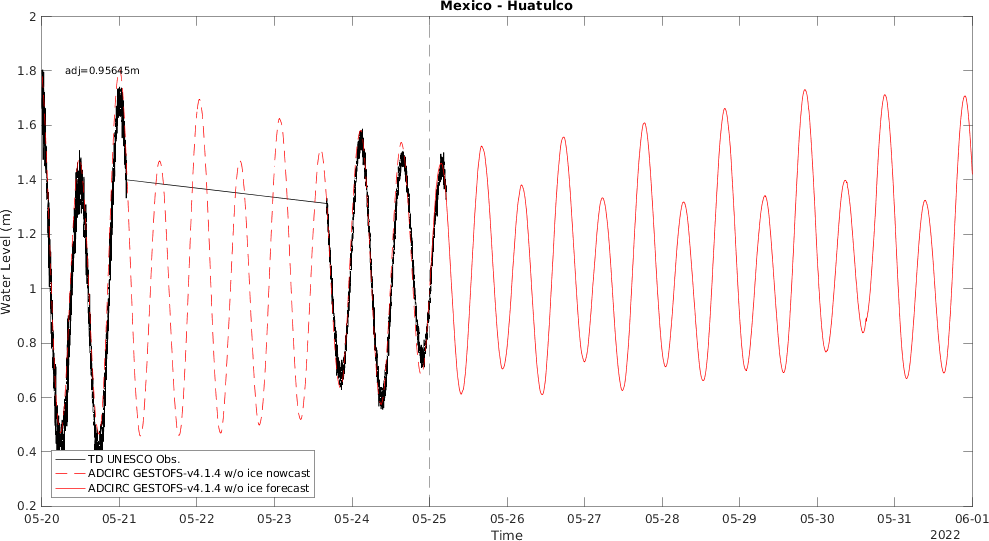 Mexico - Huatulco
adj=0.95645m
Water Level (m)
2
1.8
1.6
1.4
1.2
1
0.8
0.6
0.4
0.2
TD UNESCO Obs.
ADCIRC GESTOFS-v4.1.4 w/o ice nowcast
ADCIRC GESTOFS-v4.1.4 w/o ice forecast
05-20 05-21 05-22 05-23 05-24 05-25 05-26 05-27 05-28 05-29 05-30 05-31 06-01
Time
2022